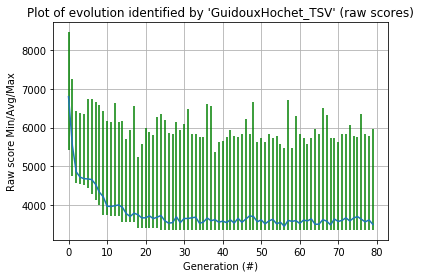 Plot of evolution identified by 'GuidouxHochet_TSV' (raw scores)
Raw score Min/Avg/Max
8000
7000
6000
5000
4000
0 10 20 30 40 50 60 70 80
Generation (#)